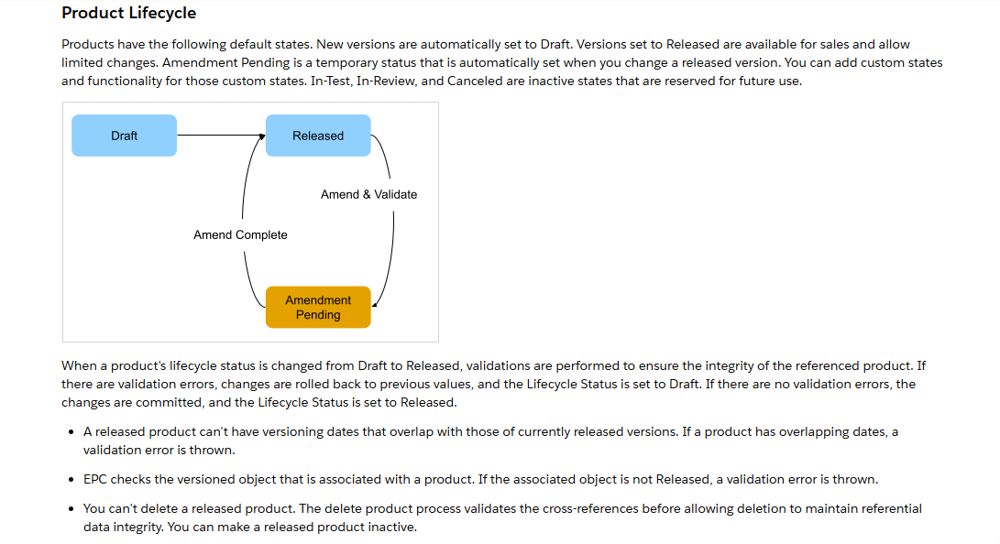 Product Lifecycle
Products have the following default states. New versions are automatically set to Draft. Versions set to Released are available for sales and allow
limited changes. Amendment Pending is a temporary status that is automatically set when you change a released version. You can add custom states
and functionality for those custom states. In-Test, In-Review, and Canceled are inactive states that are reserved for future use.
Draft
Released
Amend & Validate
Amend Complete
Amendment
Pending
When a product's lifecycle status is changed from Draft to Released, validations are performed to ensure the integrity of the referenced product. If
there are validation errors, changes are rolled back to previous values, and the Lifecycle Status is set to Draft. If there are no validation errors, the
changes are committed, and the Lifecycle Status is set to Released.
• A released product can't have versioning dates that overlap with those of currently released versions. If a product has overlapping dates, a
validation error is thrown.
• EPC checks the versioned object that is associated with a product. If the associated object is not Released, a validation error is thrown.
• You can't delete a released product. The delete product process validates the cross-references before allowing deletion to maintain referential
data integrity. You can make a released product inactive.